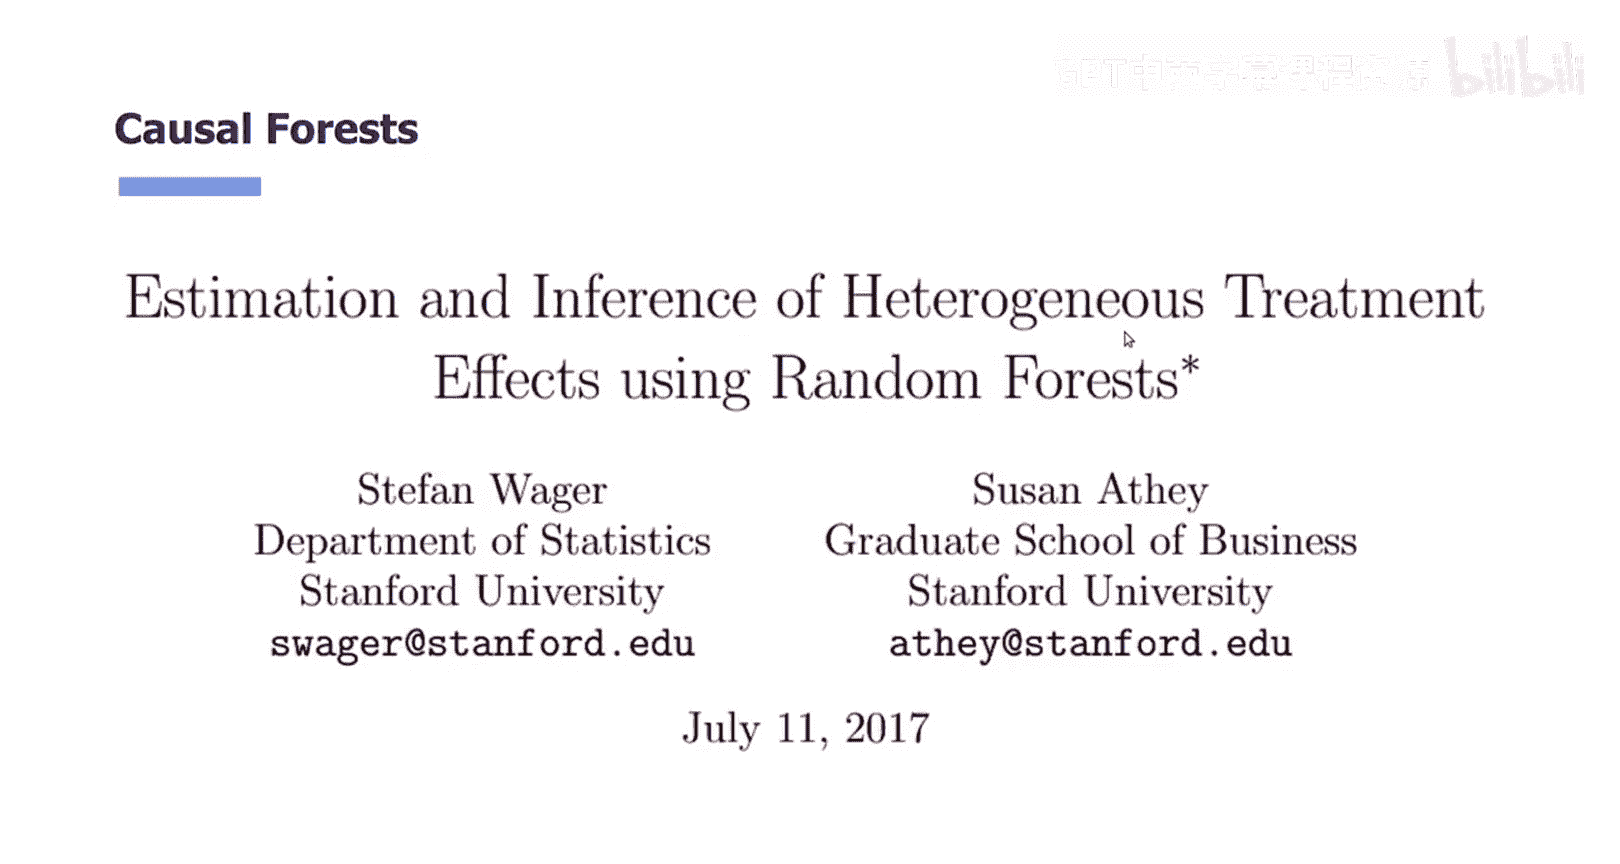 bilibili
Causal Forests
Estimation and Inference of Heterogeneous Treatment
Effects using Random Forests*
Stefan Wager
Department of Statistics
Stanford University
swager@stanford.edu
Susan Athey
Graduate School of Business
Stanford University
athey@stanford.edu
July 11, 2017